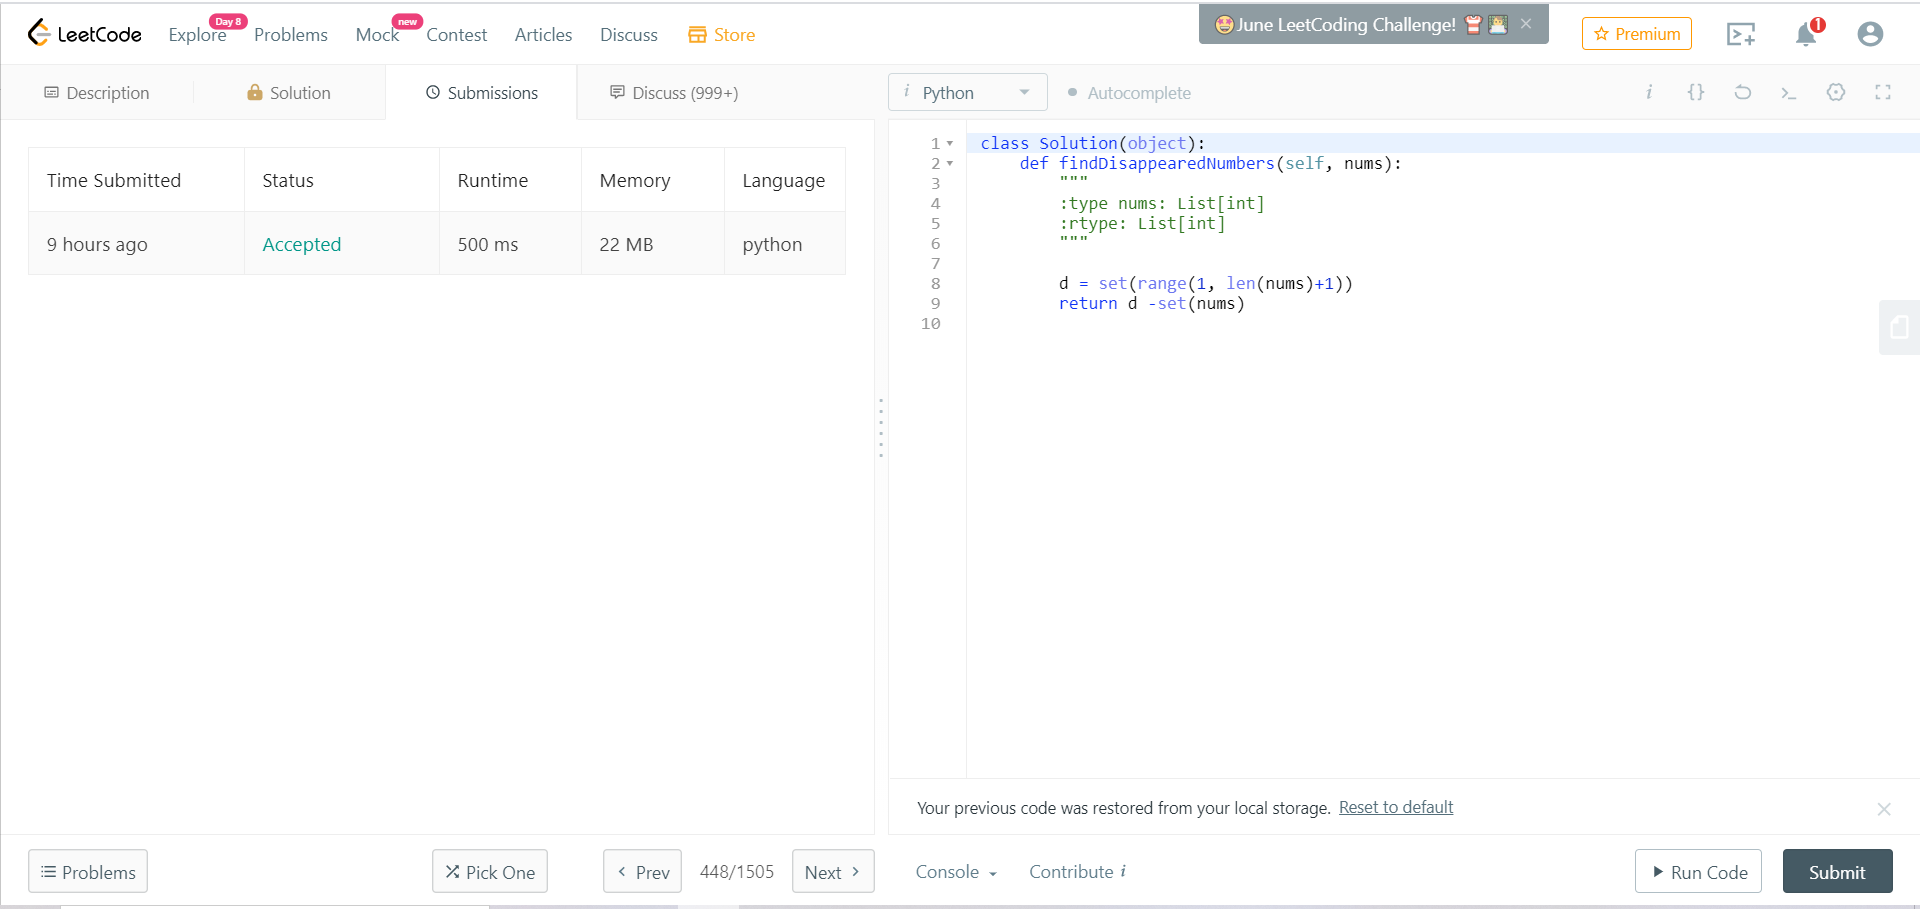 LeetCode Explore Day 8 Problems Mock new Contest Articles Discuss Store June LeetCoding Challenge! × Premium 1
Description Solution Submissions Discuss (999+)
Time Submitted Status Runtime Memory Language
9 hours ago Accepted 500 ms 22 MB python
i Python Autocomplete i {} >_
1 class Solution(object):
2 def findDisappearedNumbers(self, nums):
3 """
4 :type nums: List[int]
5 :rtype: List[int]
6 """
7
8 d = set(range(1, len(nums)+1))
9 return d -set(nums)
10
Your previous code was restored from your local storage. Reset to default ×
Problems Pick One < Prev 448/1505 Next > Console Contribute i Run Code Submit